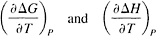 (∂ΔG/∂T)_P and (∂ΔH/∂T)_P